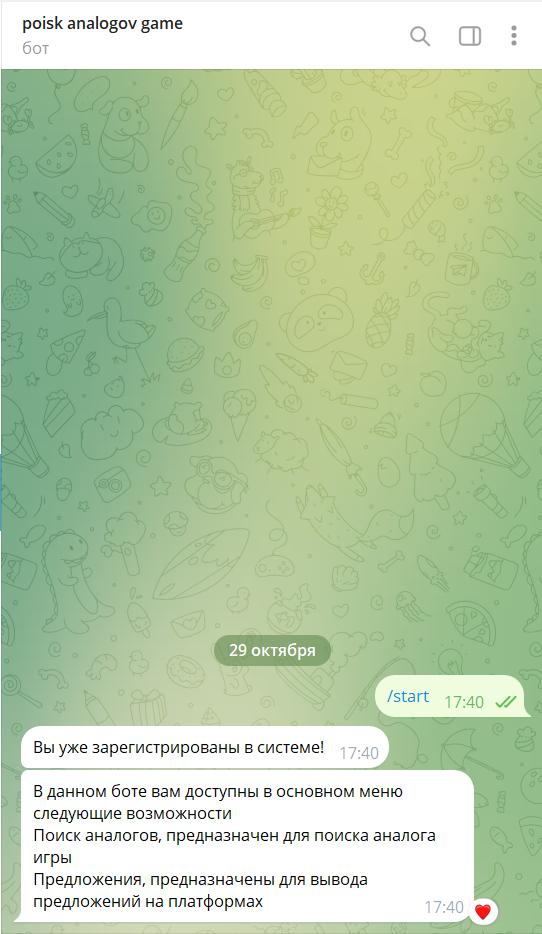 poisk analogov game
бот
29 октября
/start 17:40
Вы уже зарегистрированы в системе! 17:40
В данном боте вам доступны в основном меню
следующие возможности
Поиск аналогов, предназначен для поиска аналога
игры
Предложения, предназначены для вывода
предложений на платформах 17:40